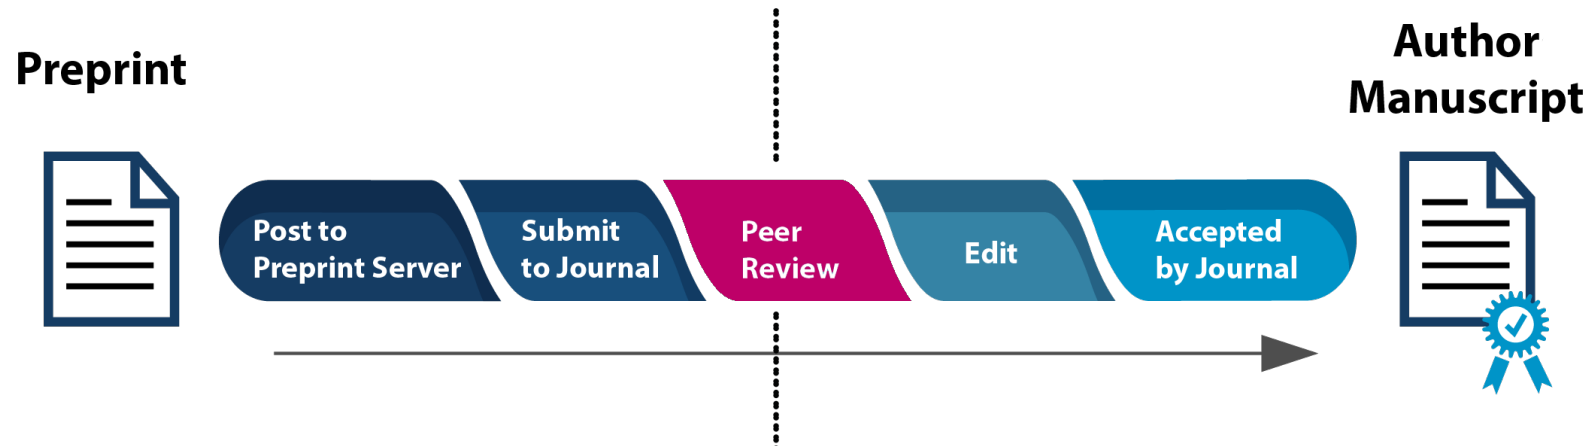 Preprint
Author
Manuscript
Post to
Preprint Server
Submit
to Journal
Peer
Review
Edit
Accepted
by Journal